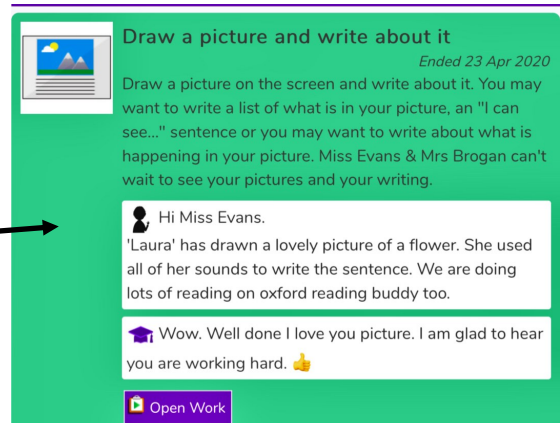 Draw a picture and write about it
Ended 23 Apr 2020
Draw a picture on the screen and write about it. You may
want to write a list of what is in your picture, an "I can
see..." sentence or you may want to write about what is
happening in your picture. Miss Evans & Mrs Brogan can't
wait to see your pictures and your writing.
Hi Miss Evans.
'Laura' has drawn a lovely picture of a flower. She used
all of her sounds to write the sentence. We are doing
lots of reading on oxford reading buddy too.
Wow. Well done I love you picture. I am glad to hear
you are working hard. 👍
Open Work